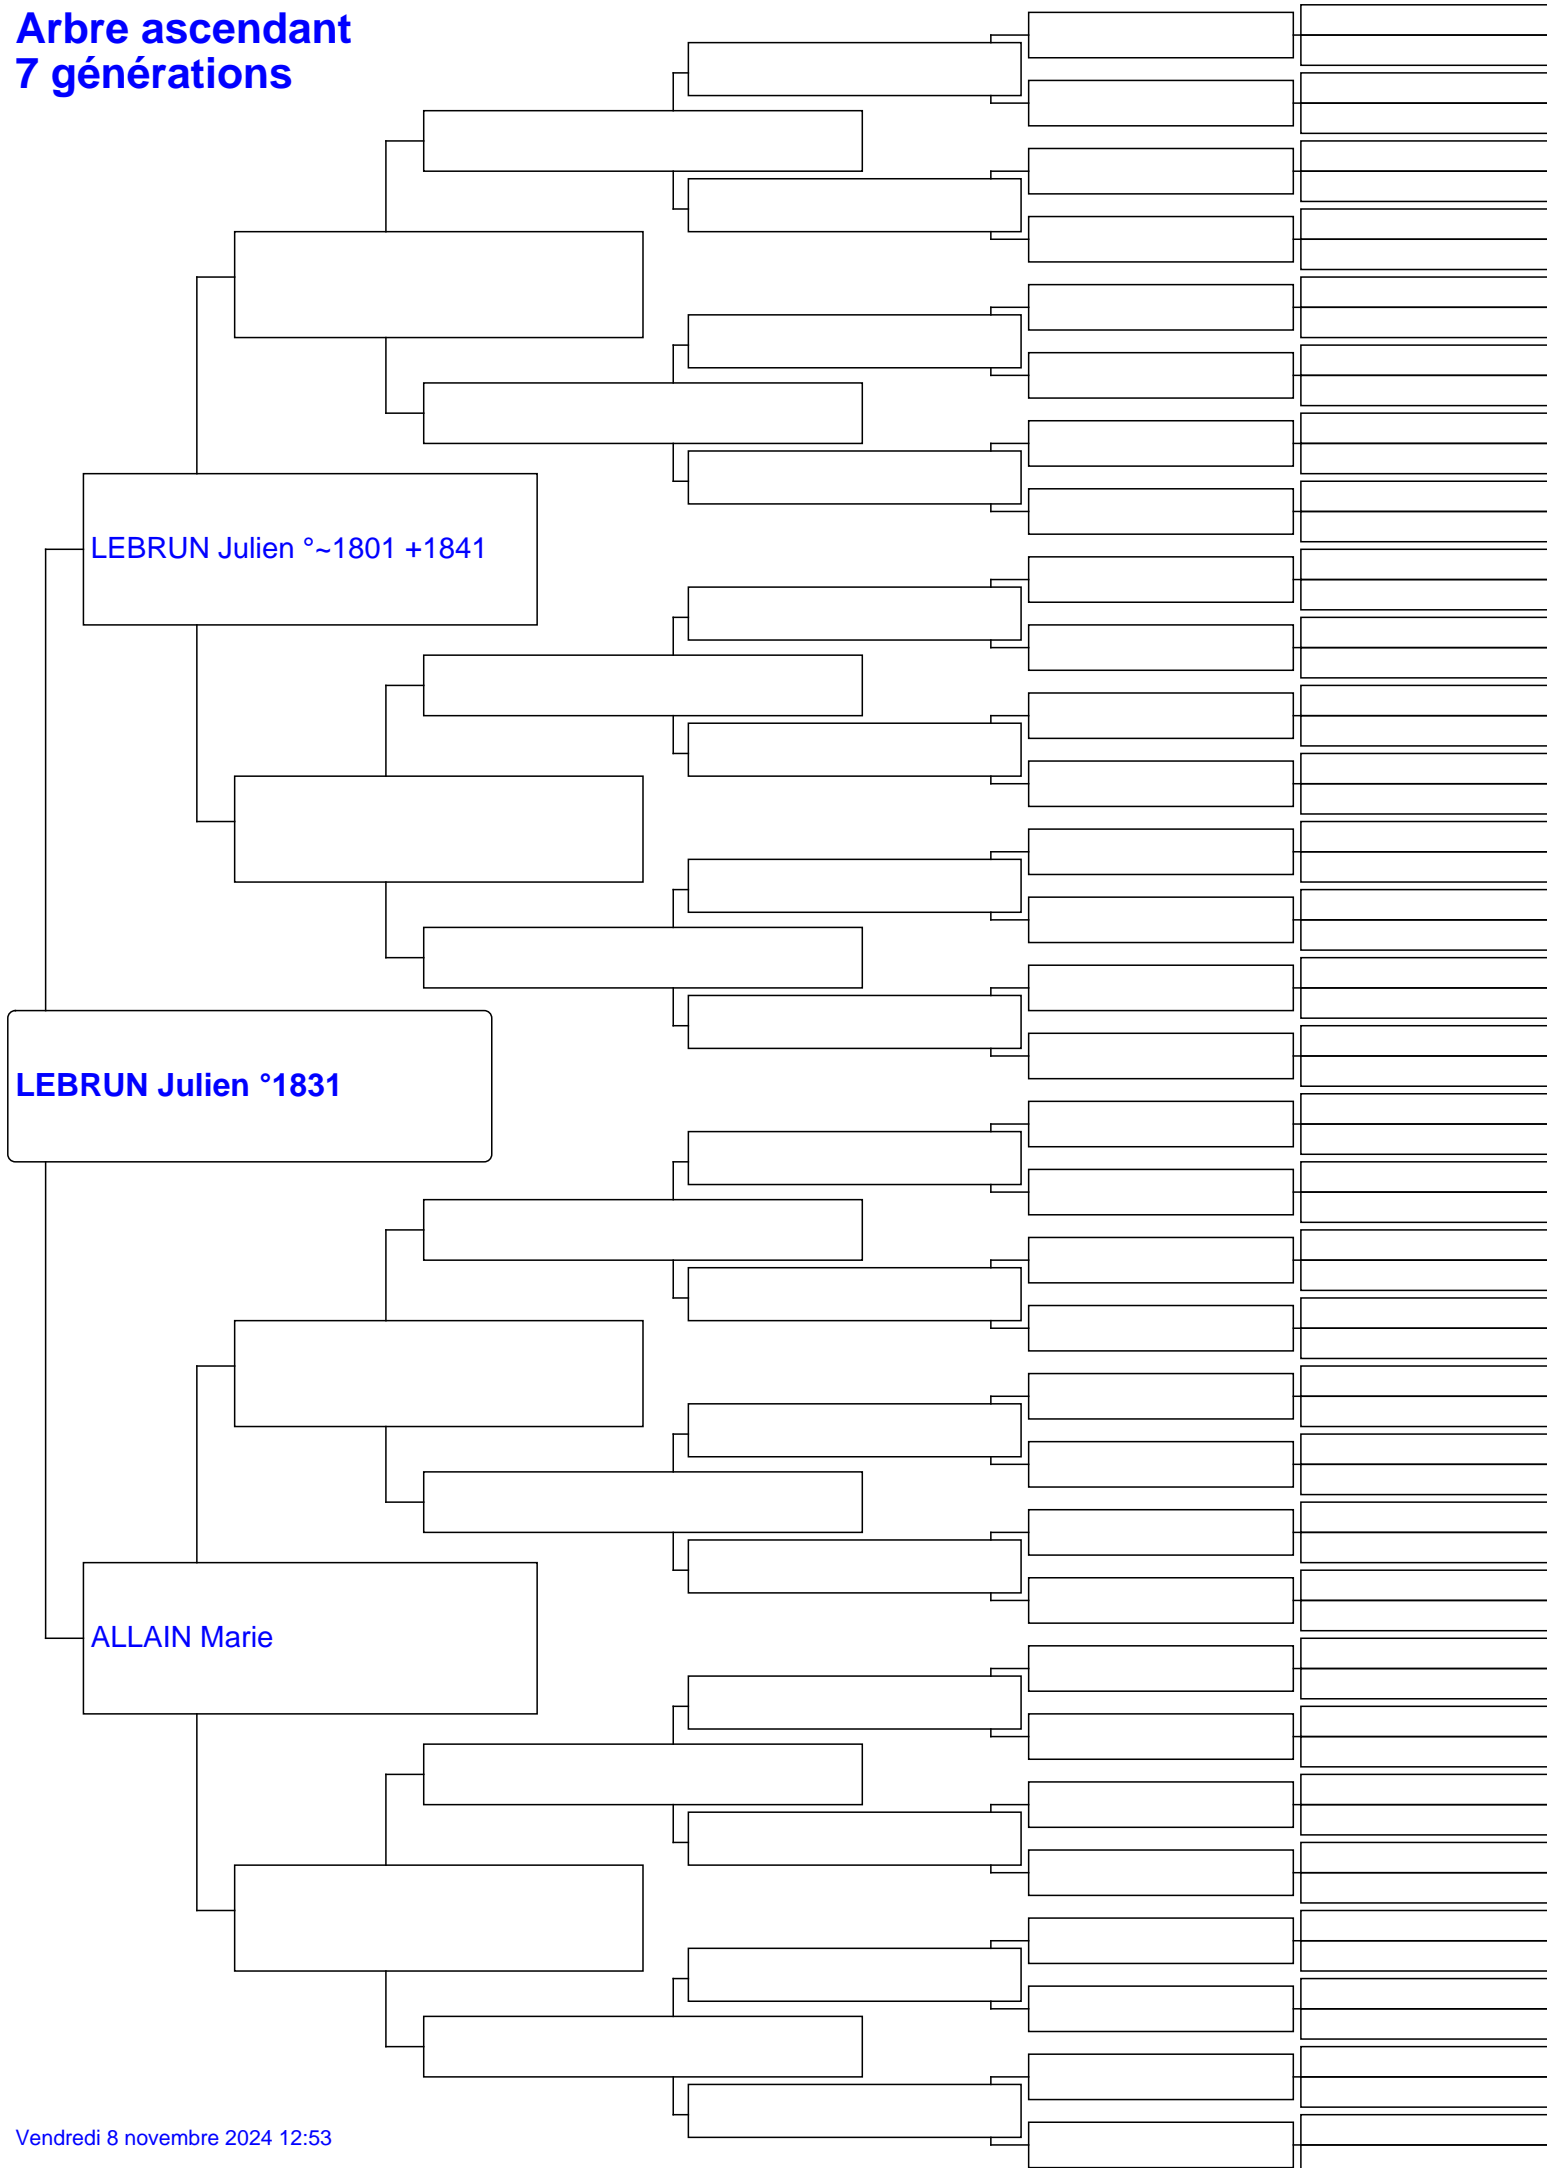 Arbre ascendant
7 générations
LEBRUN Julien °~1801 +1841
LEBRUN Julien °1831
ALLAIN Marie
Vendredi 8 novembre 2024 12:53